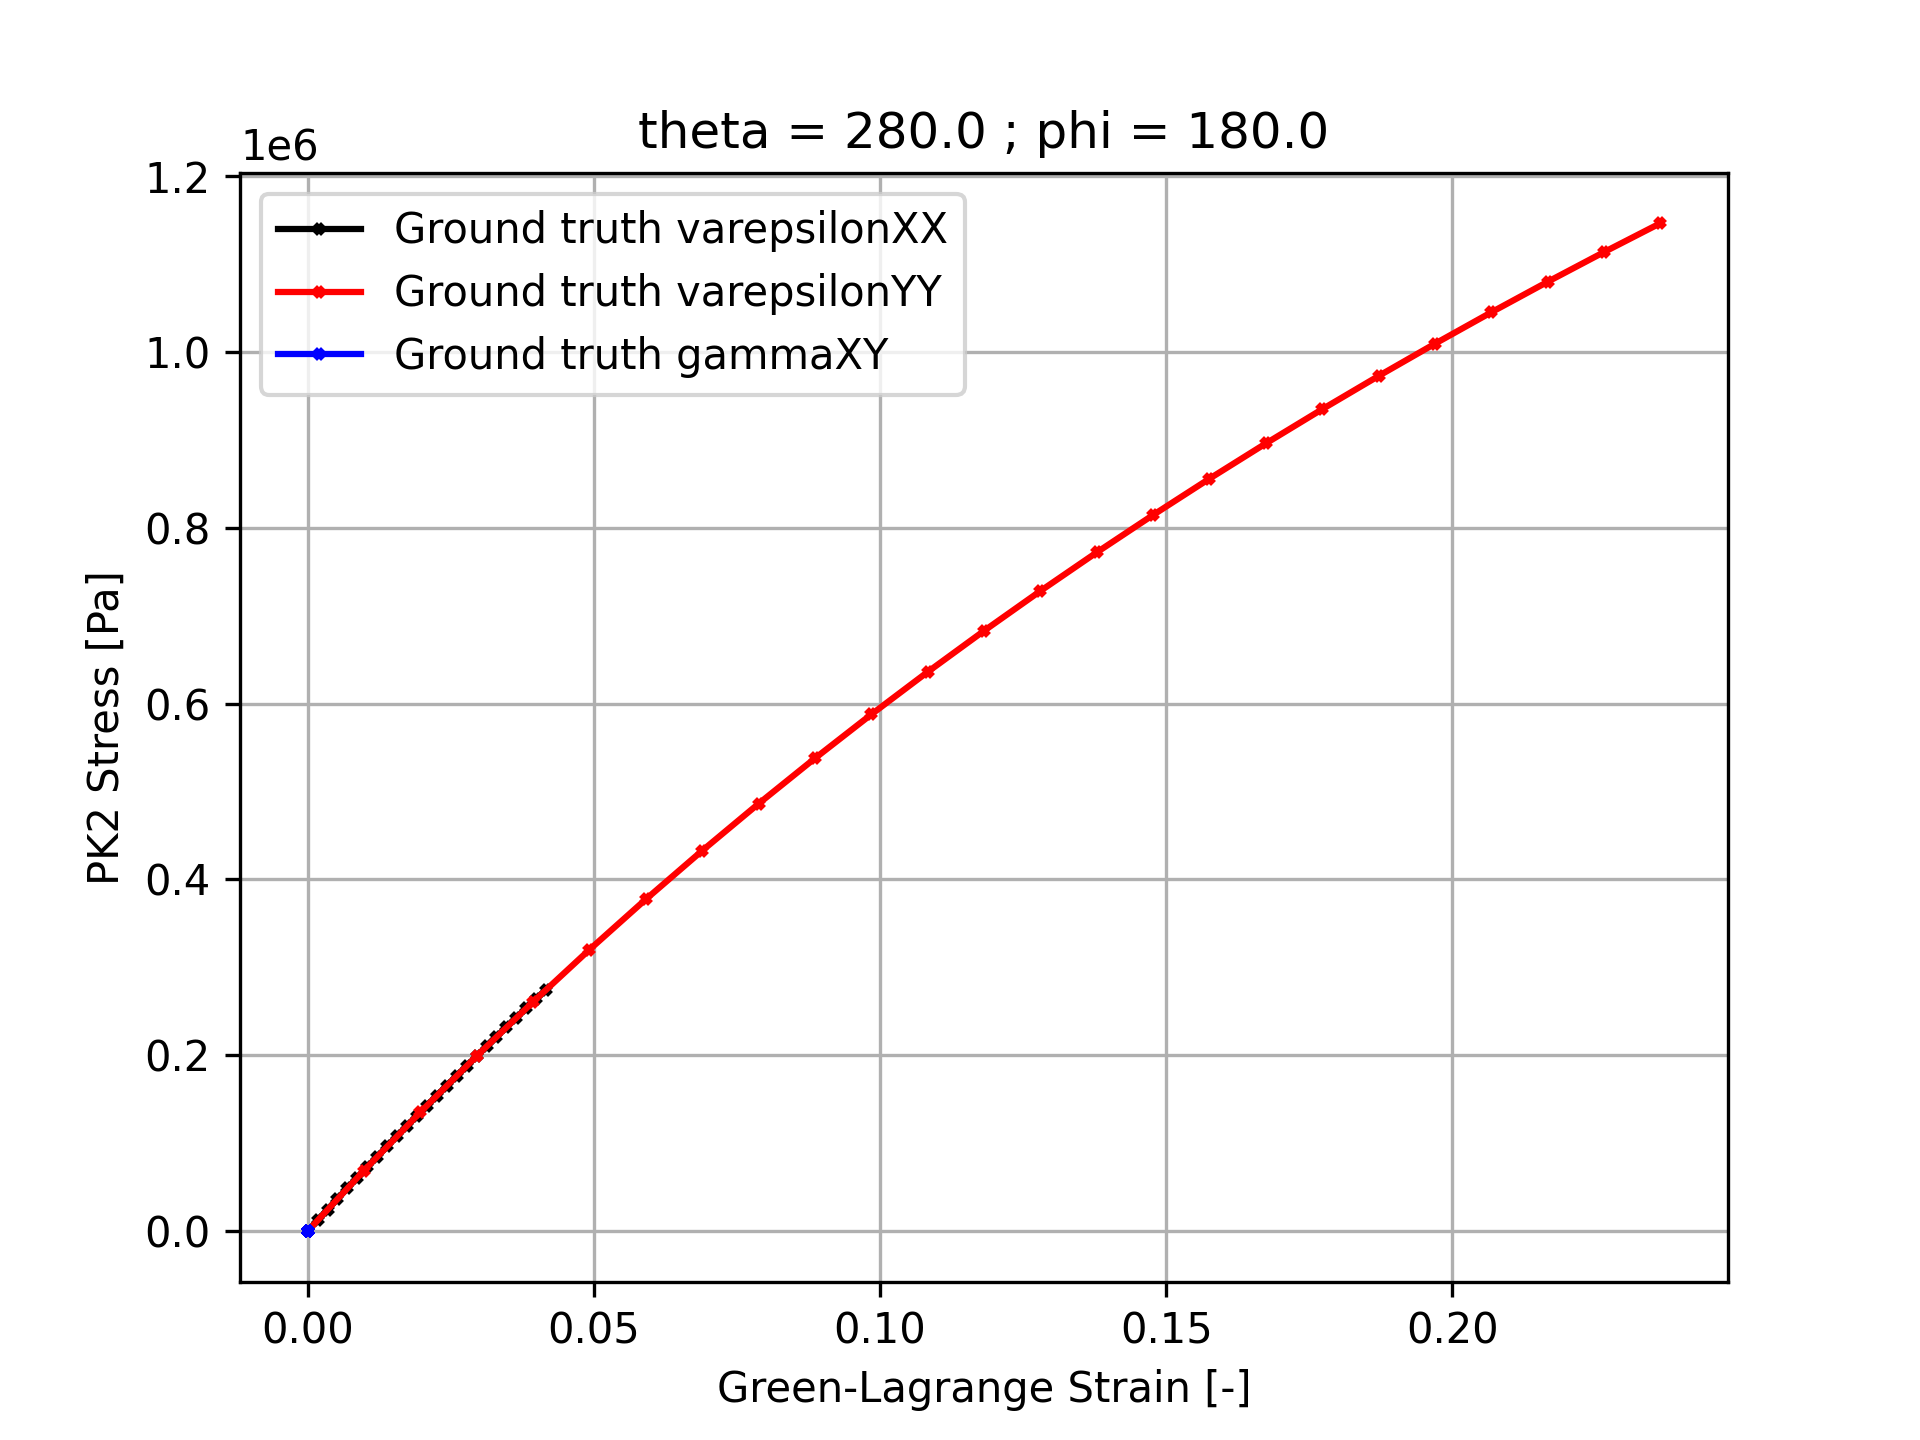 theta = 280.0 ; phi = 180.0
1e6
1.2
1.0
0.8
0.6
0.4
0.2
0.0
PK2 Stress [Pa]
Ground truth varepsilonXX
Ground truth varepsilonYY
Ground truth gammaXY
0.00 0.05 0.10 0.15 0.20
Green-Lagrange Strain [-]